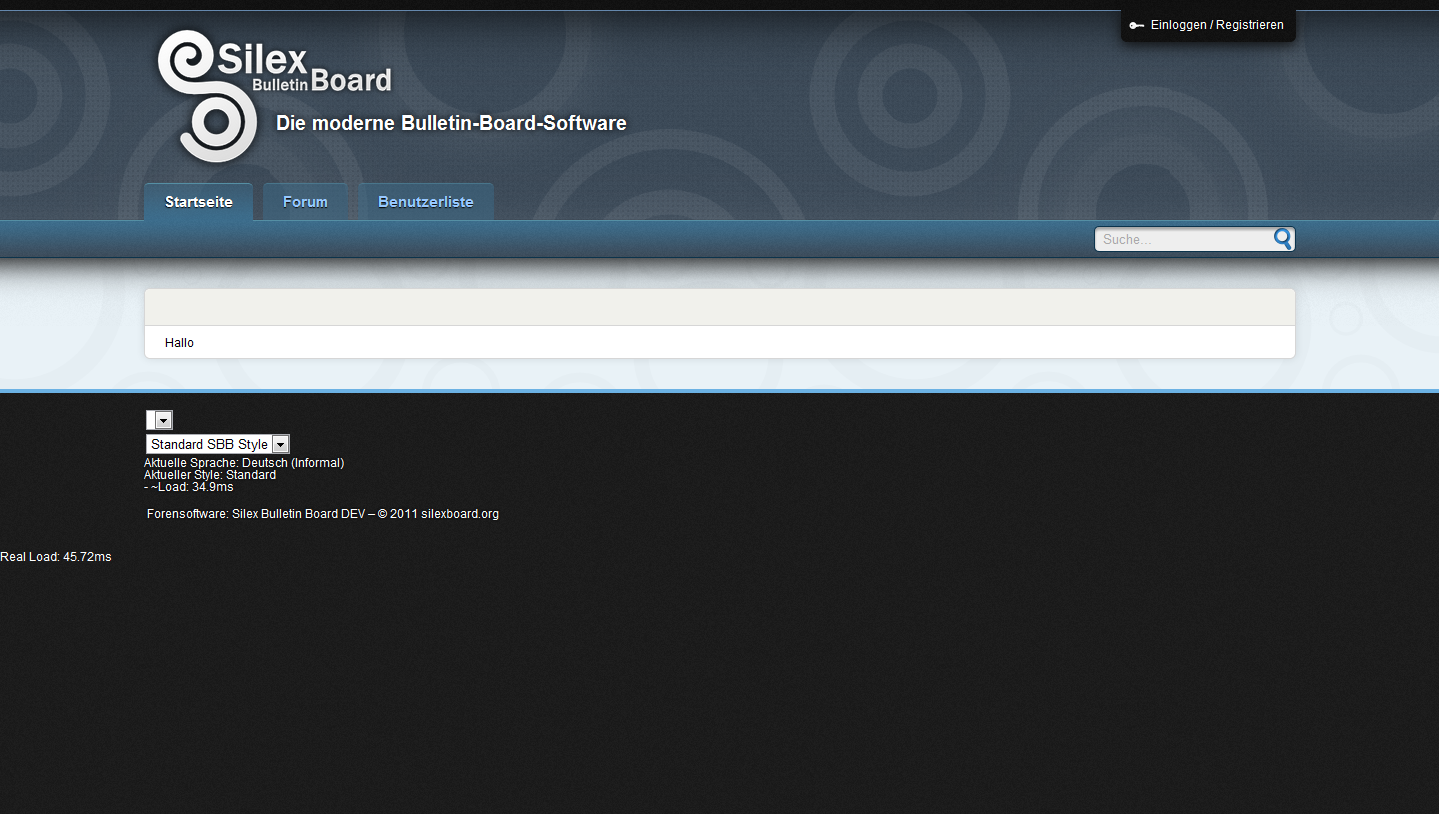 Einloggen / Registrieren
Silex
Bulletin Board
Die moderne Bulletin-Board-Software
Startseite
Forum
Benutzerliste
Suche...
Hallo
Standard SBB Style
Aktuelle Sprache: Deutsch (Informal)
Aktueller Style: Standard
- ~Load: 34.9ms
Forensoftware: Silex Bulletin Board DEV – © 2011 silexboard.org
Real Load: 45.72ms